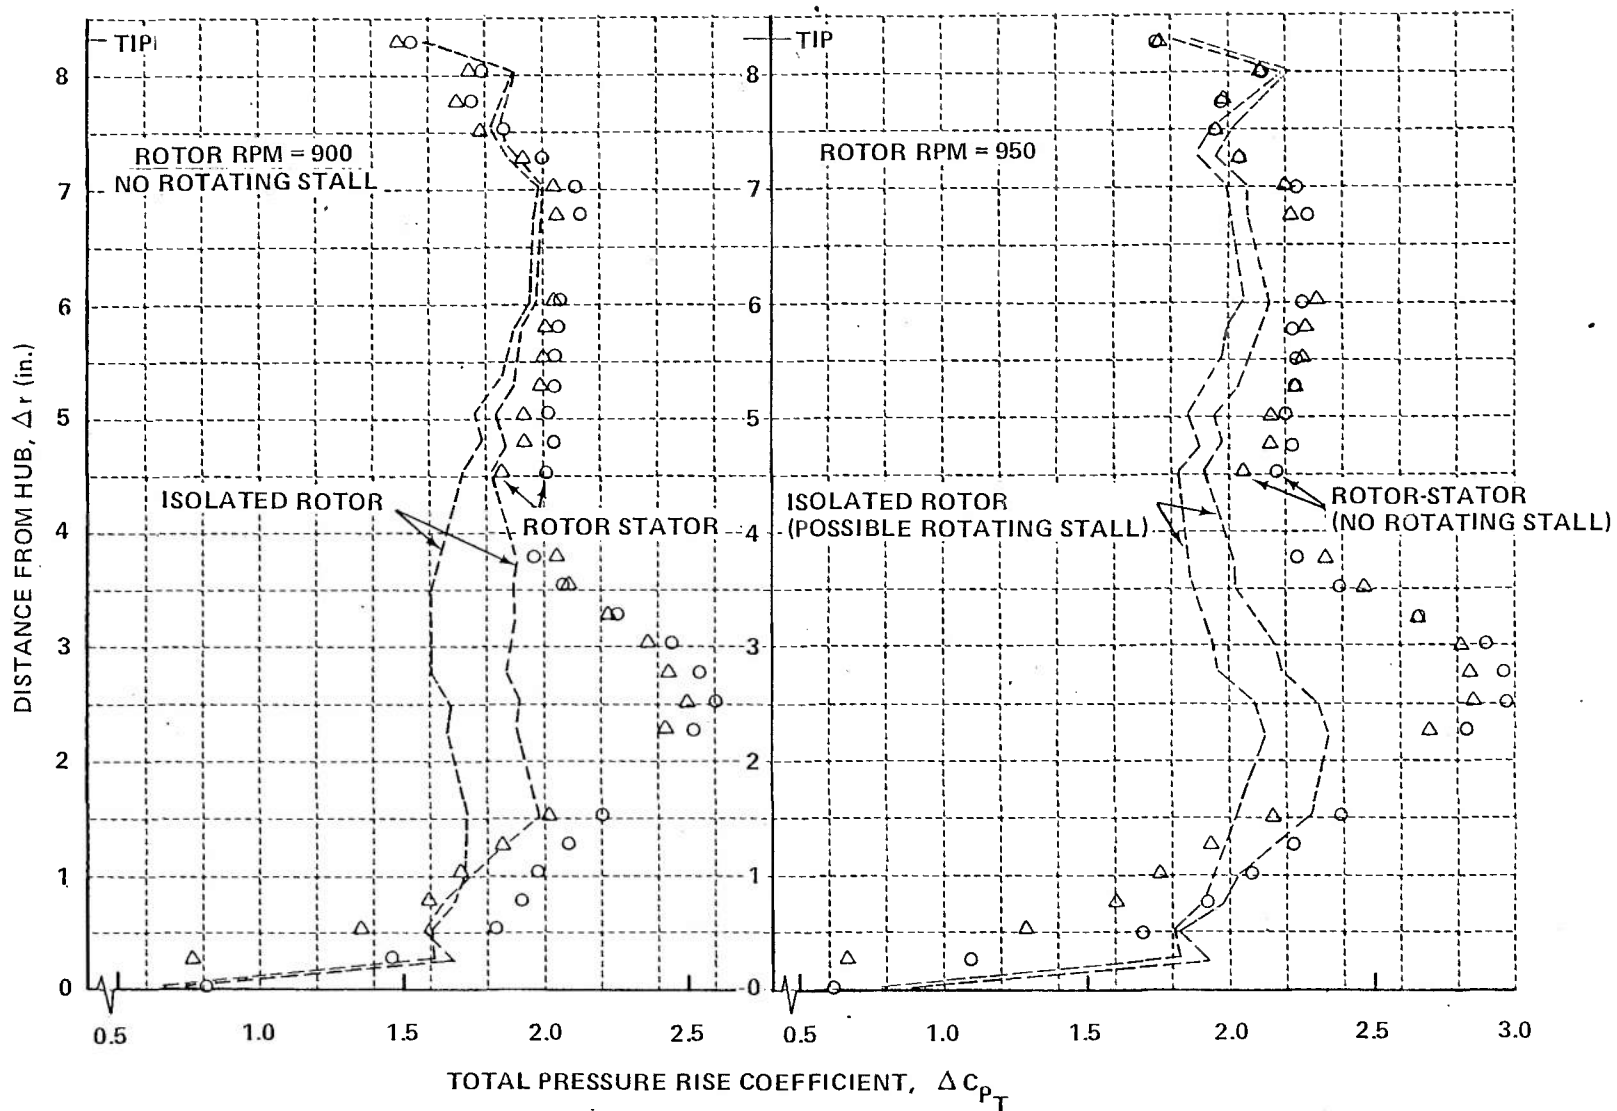 TIP
8
7
6
5
4
3
2
1
0
ROTOR RPM = 900
NO ROTATING STALL
ISOLATED ROTOR
ROTOR STATOR
0.5
1.0
1.5
2.0
2.5
TIP
8
7
6
5
4
3
2
1
0
ROTOR RPM = 950
ISOLATED ROTOR
(POSSIBLE ROTATING STALL)
ROTOR-STATOR
(NO ROTATING STALL)
0.5
1.0
1.5
2.0
2.5
3.0
DISTANCE FROM HUB, Δr (in.)
TOTAL PRESSURE RISE COEFFICIENT, ΔCPT